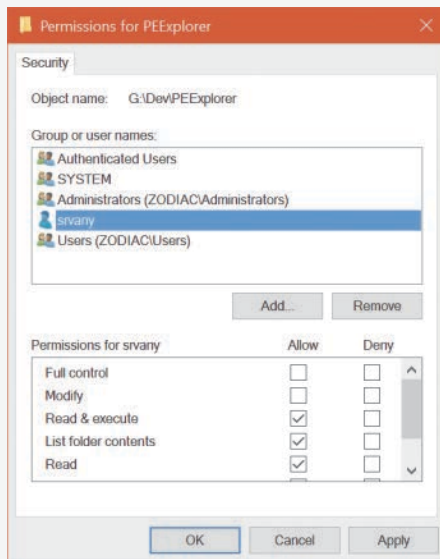 Permissions for PEExplorer
Security
Object name: G:\Dev\PEExplorer
Group or user names:
Authenticated Users
SYSTEM
Administrators (ZODIAC\Administrators)
srvany
Users (ZODIAC\Users)
Add... Remove
Permissions for srvany Allow Deny
Full control
Modify
Read & execute
List folder contents
Read
OK Cancel Apply